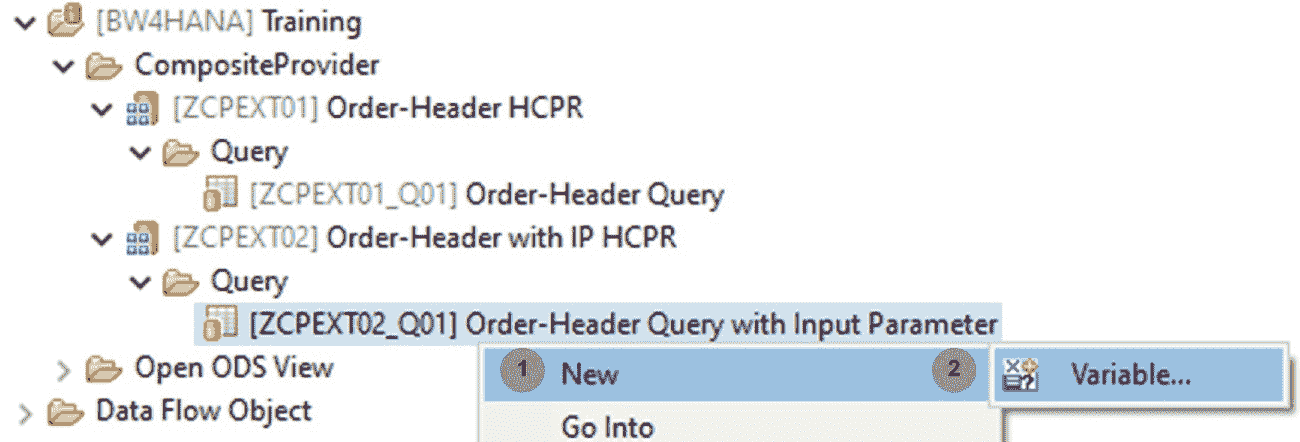 [BW4HANA] Training
CompositeProvider
[ZCPEXT01] Order-Header HCPR
Query
[ZCPEXT01_Q01] Order-Header Query
[ZCPEXT02] Order-Header with IP HCPR
Query
[ZCPEXT02_Q01] Order-Header Query with Input Parameter
Open ODS View
1 New 2 Variable...
Data Flow Object
Go Into